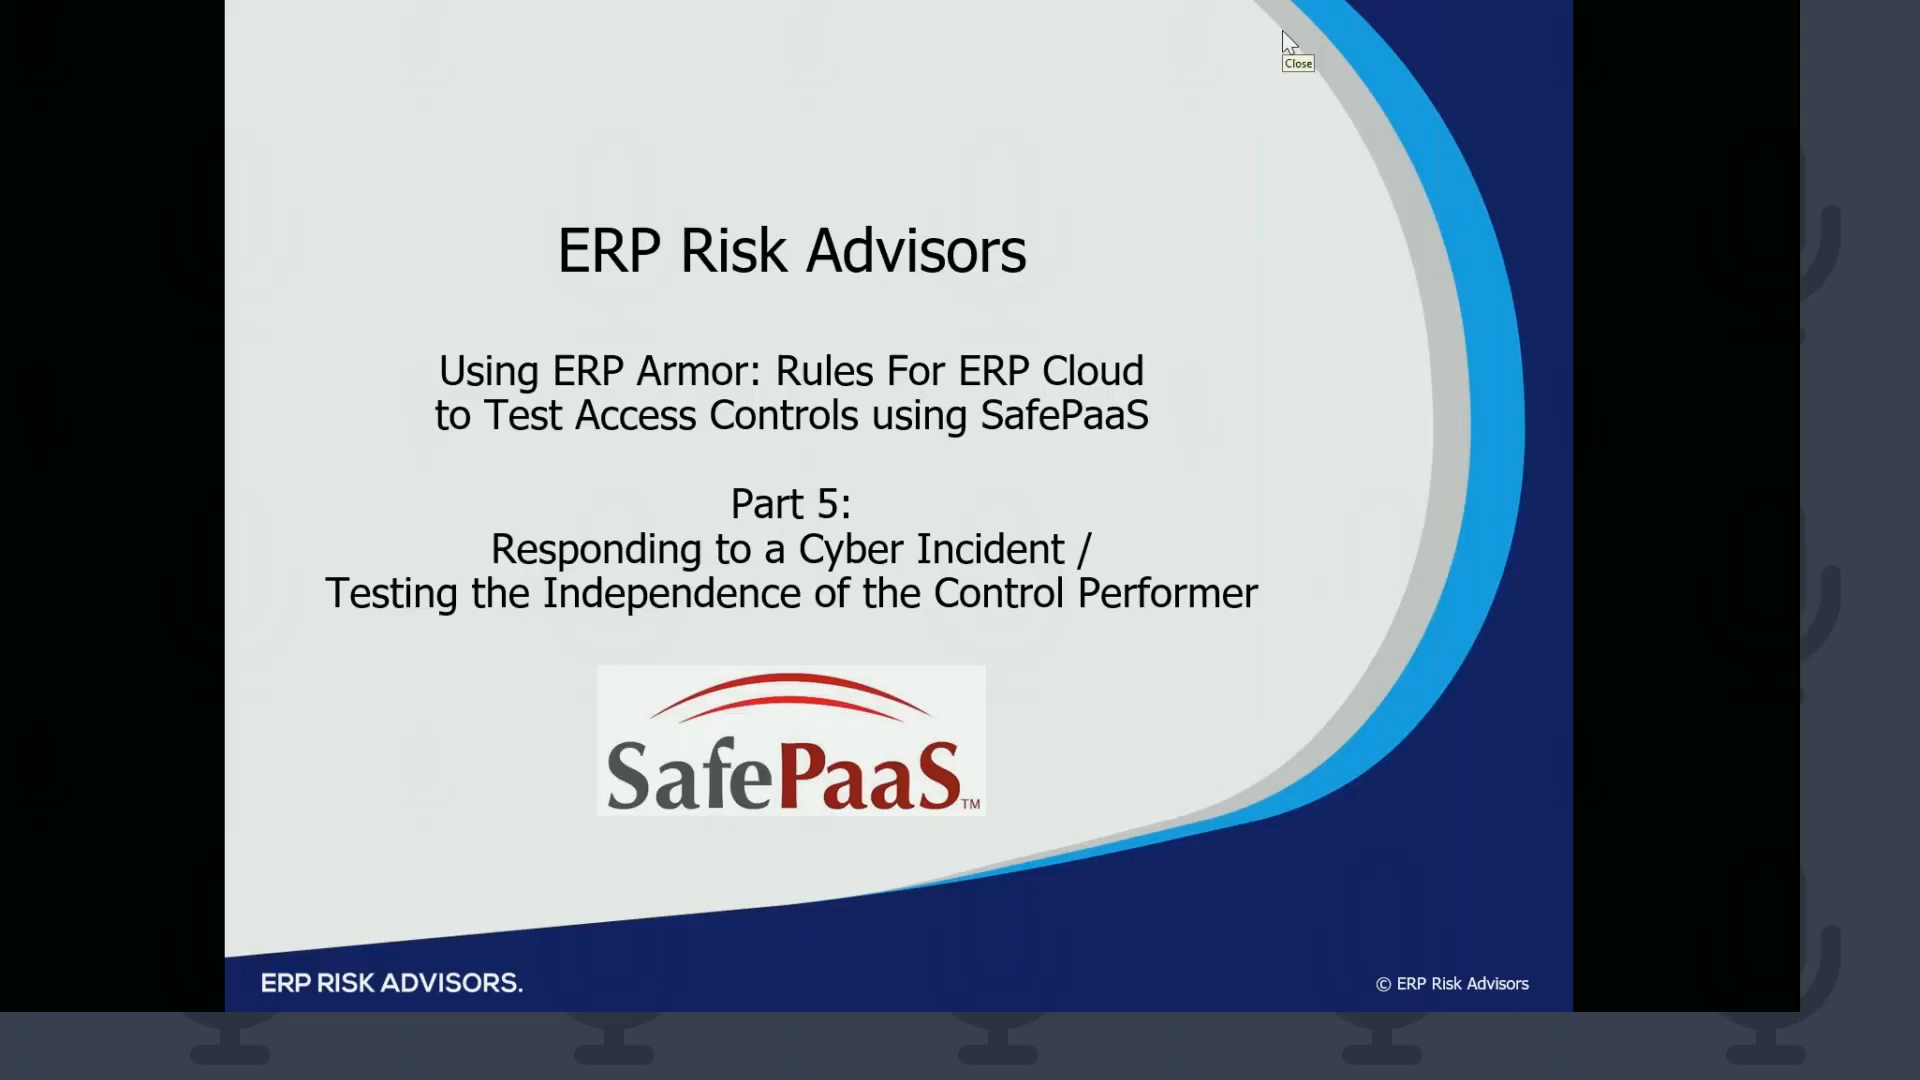 Close
ERP Risk Advisors
Using ERP Armor: Rules For ERP Cloud
to Test Access Controls using SafePaaS
Part 5:
Responding to a Cyber Incident /
Testing the Independence of the Control Performer
SafePaaS™
ERP RISK ADVISORS.
© ERP Risk Advisors